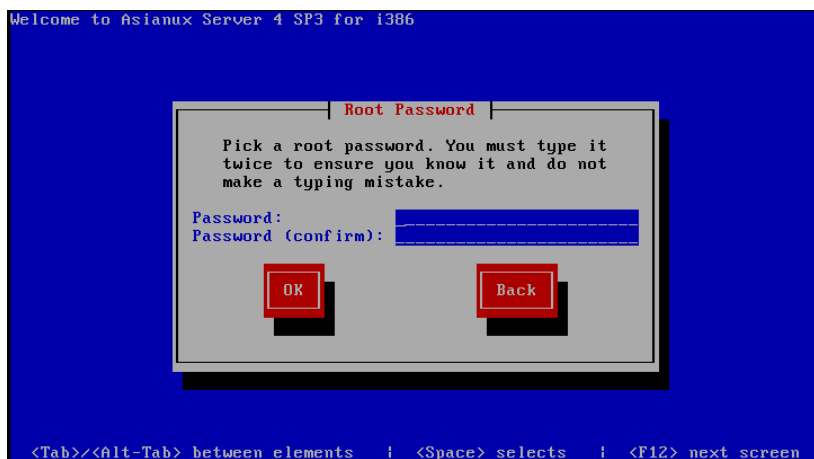 Welcome to Asianux Server 4 SP3 for i386
Root Password
Pick a root password. You must type it
twice to ensure you know it and do not
make a typing mistake.
Password:
Password (confirm):
OK Back
<Tab>/<Alt-Tab> between elements | <Space> selects | <F12> next screen